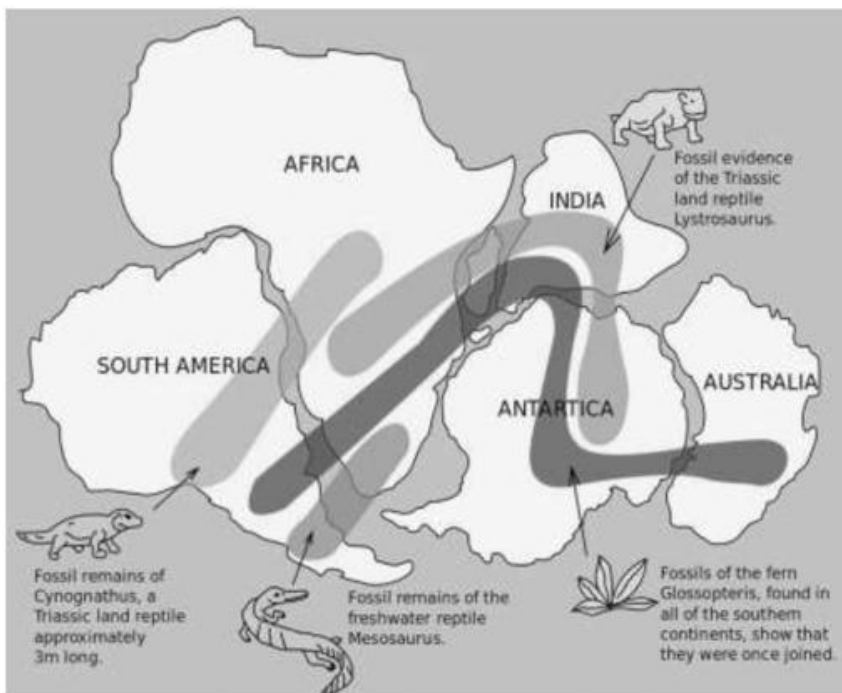 AFRICA
INDIA
Fossil evidence
of the Triassic
land reptile
Lystrosaurus.
SOUTH AMERICA
ANTARTICA
AUSTRALIA
Fossil remains of
Cynognathus, a
Triassic land reptile
approximately
3m long.
Fossil remains of the
freshwater reptile
Mesosaurus.
Fossils of the fern
Glossopteris, found in
all of the southern
continents, show that
they were once joined.